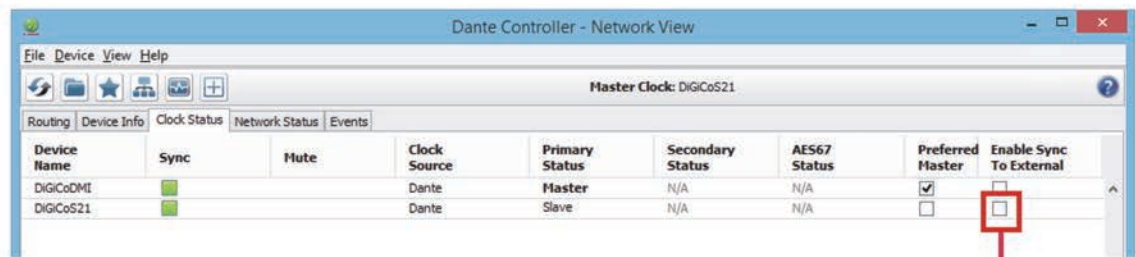 Dante Controller - Network View
File Device View Help
Master Clock: DiGiCoS21
Routing Device Info Clock Status Network Status Events
Device Name Sync Mute Clock Source Primary Status Secondary Status AES67 Status Preferred Master Enable Sync To External
DiGiCoDMI Dante Master N/A N/A
DiGiCoS21 Dante Slave N/A N/A